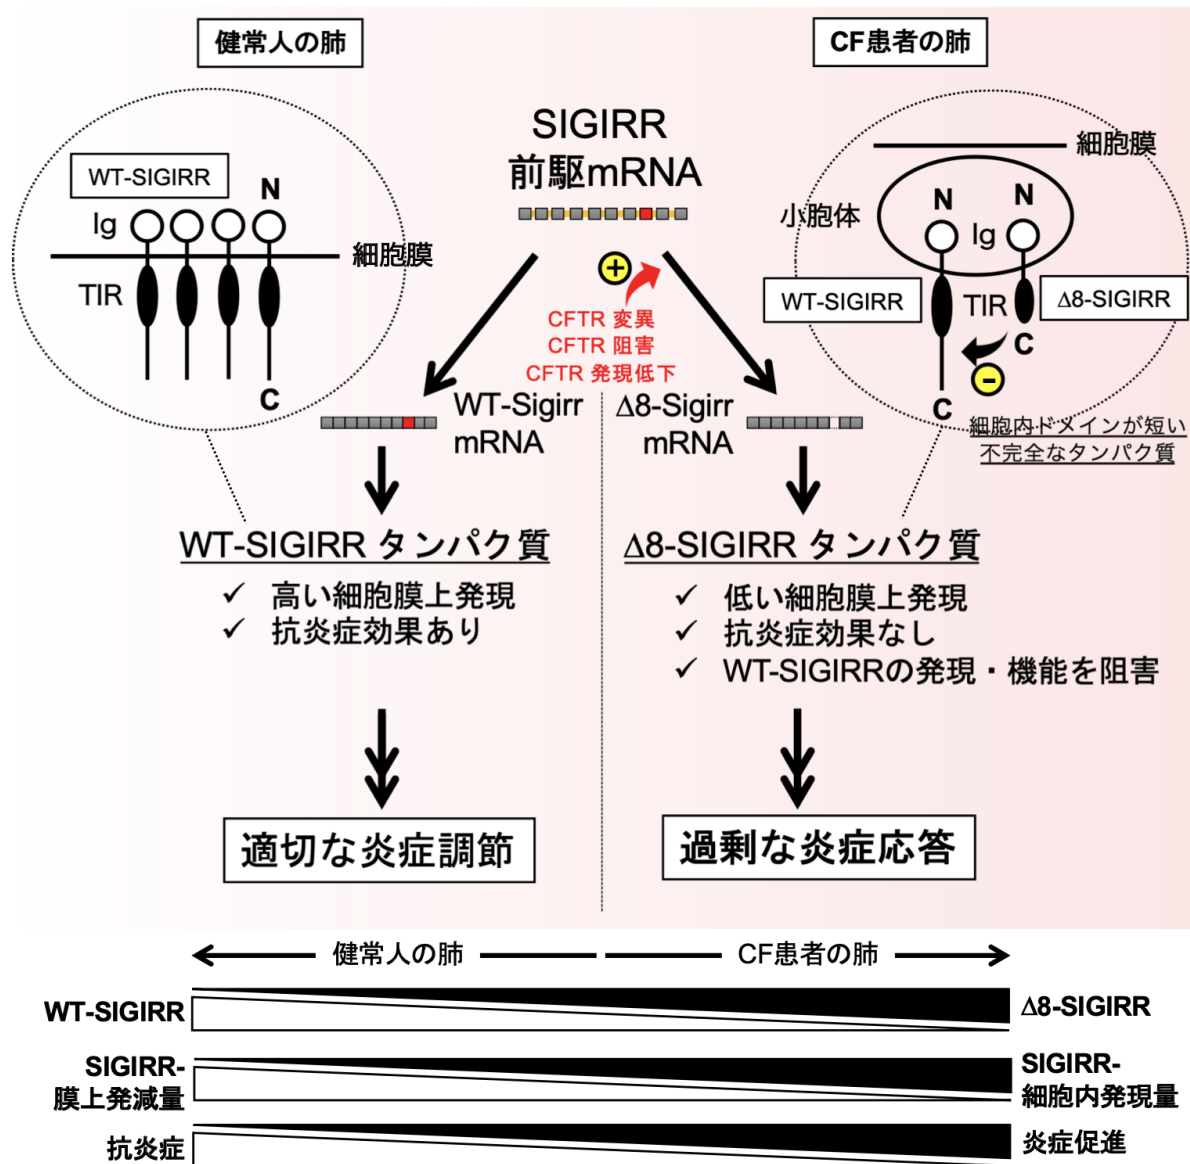 健常人の肺
CF患者の肺
SIGIRR
前駆mRNA
WT-SIGIRR
N
Ig
細胞膜
TIR
C
細胞膜
小胞体
N
N
Ig
WT-SIGIRR
TIR
Δ8-SIGIRR
C
-
C
細胞内ドメインが短い
不完全なタンパク質
+
CFTR 変異
CFTR 阻害
CFTR 発現低下
WT-Sigirr
mRNA
Δ8-Sigirr
mRNA
WT-SIGIRR タンパク質
✓ 高い細胞膜上発現
✓ 抗炎症効果あり
Δ8-SIGIRR タンパク質
✓ 低い細胞膜上発現
✓ 抗炎症効果なし
✓ WT-SIGIRRの発現・機能を阻害
適切な炎症調節
過剰な炎症応答
健常人の肺
CF患者の肺
WT-SIGIRR
Δ8-SIGIRR
SIGIRR-
膜上発減量
SIGIRR-
細胞内発現量
抗炎症
炎症促進